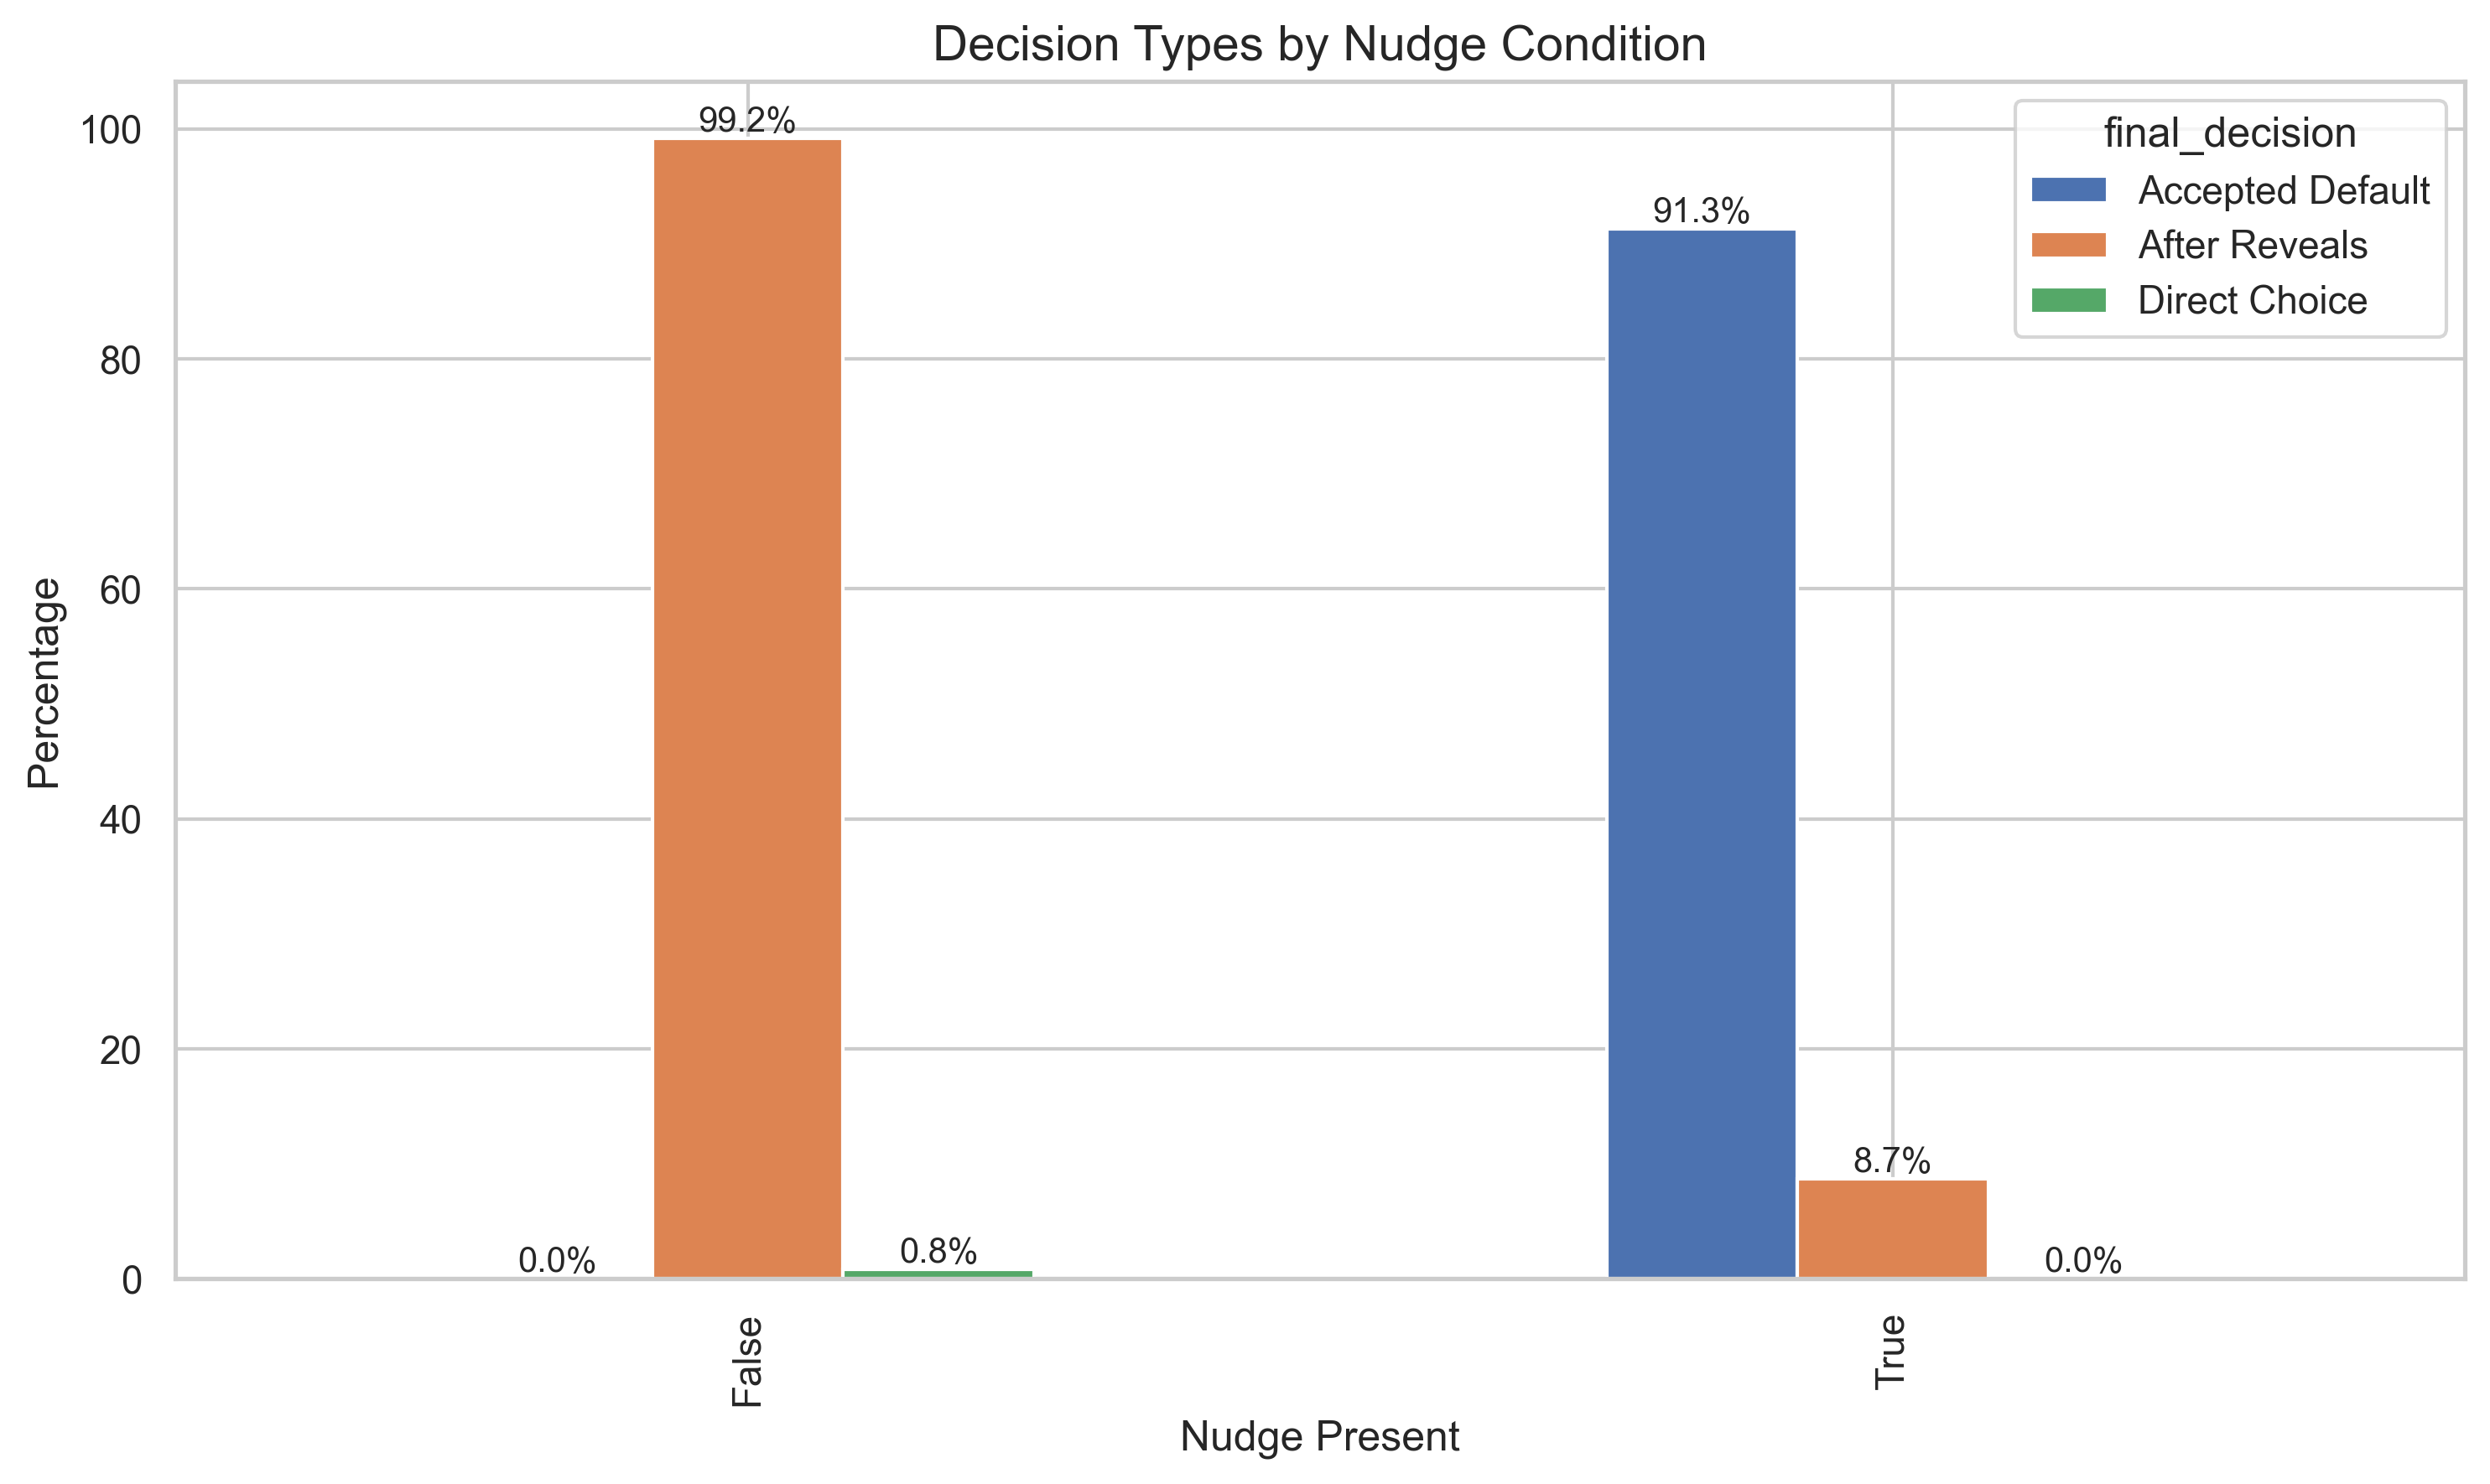 Decision Types by Nudge Condition
final_decision
Accepted Default
After Reveals
Direct Choice
Percentage
100
80
60
40
20
0
0.0%
99.2%
0.8%
91.3%
8.7%
0.0%
False
True
Nudge Present